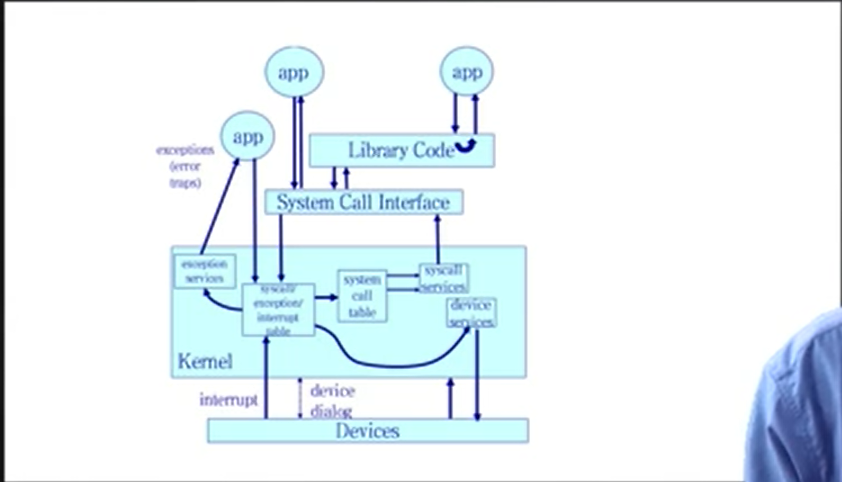 app
app
app
exceptions
(error
traps)
Library Code
System Call Interface
exception
services
syscall/
exception/
interrupt
table
system
call
table
syscall
services
device
services
Kernel
interrupt
device
dialog
Devices